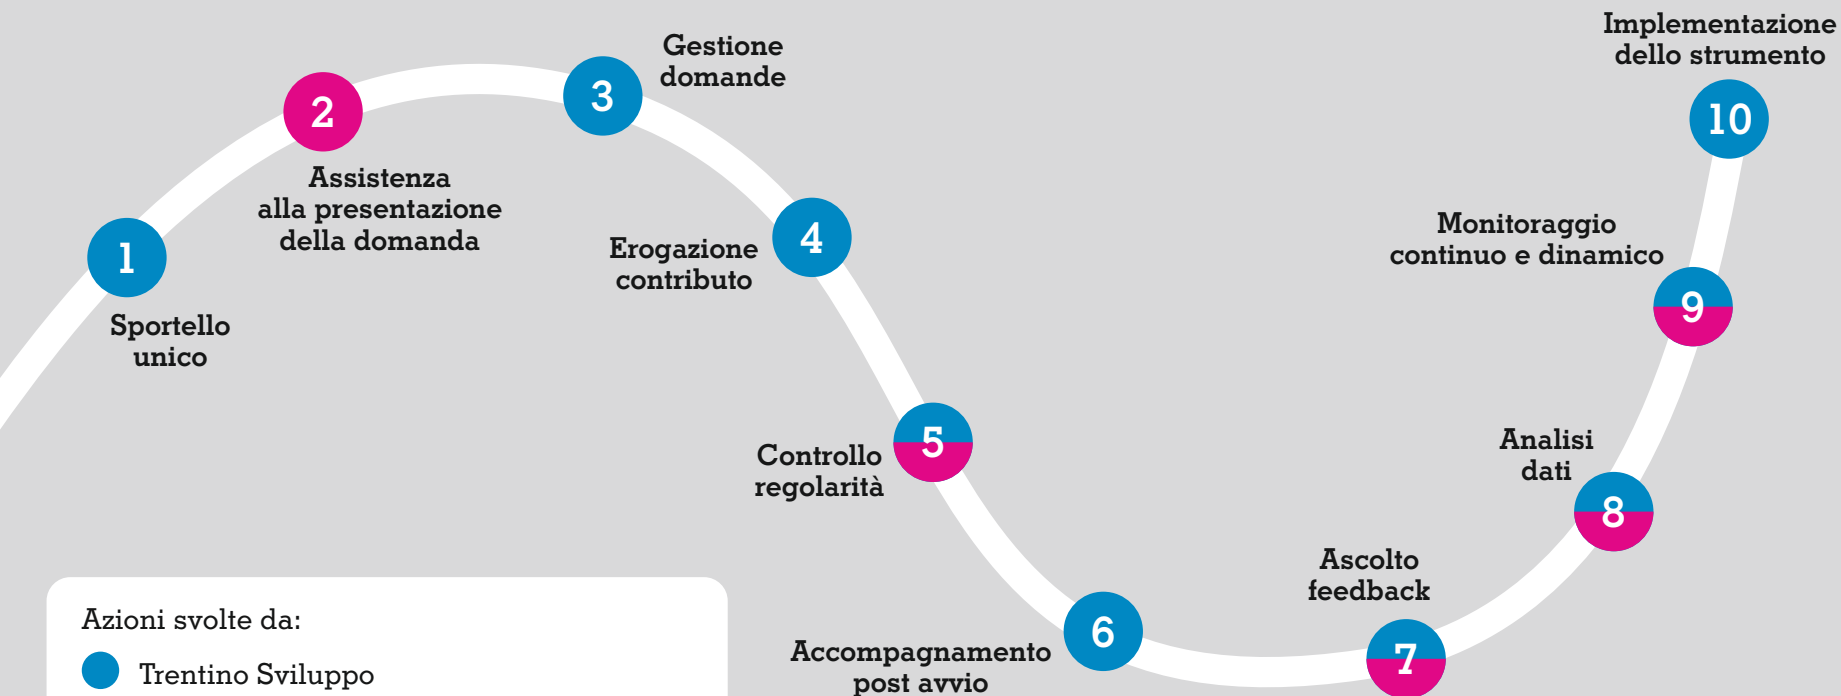 1
Sportello
unico
2
Assistenza
alla presentazione
della domanda
3
Gestione
domande
4
Erogazione
contributo
5
Controllo
regolarità
6
Accompagnamento
post avvio
7
Ascolto
feedback
8
Analisi
dati
9
Monitoraggio
continuo e dinamico
10
Implementazione
dello strumento
Azioni svolte da:
Trentino Sviluppo